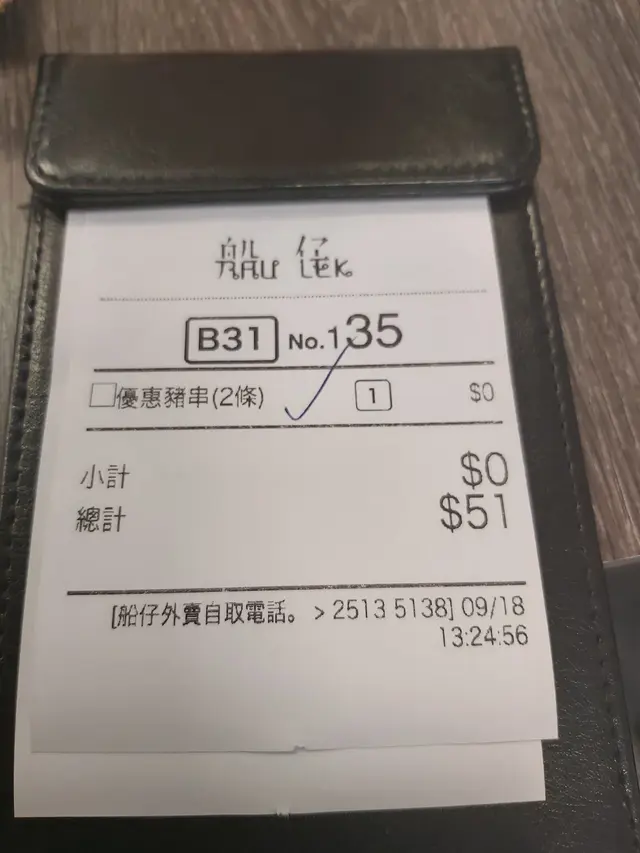 船仔
B31 No.135
優惠豬串(2條) 1 $0
小計 $0
總計 $51
[船仔外賣自取電話。 > 2513 5138] 09/18
13:24:56